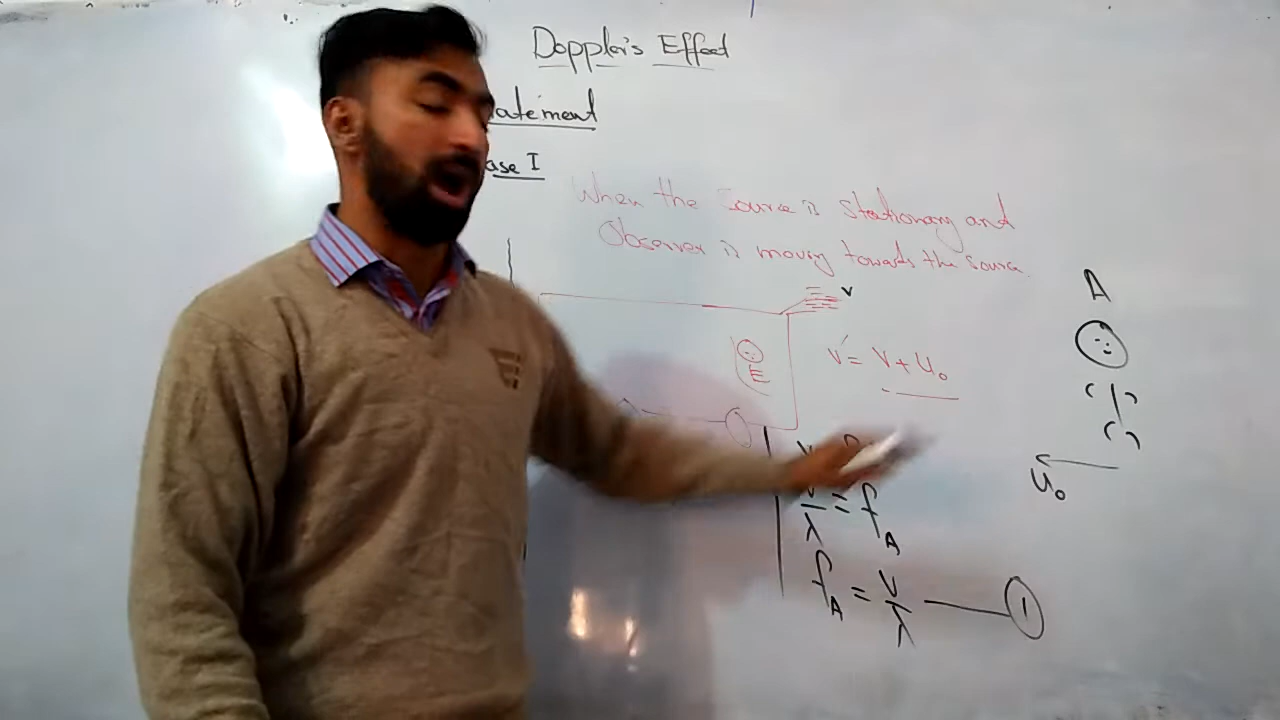 Doppler's Effect
atement
ase I
When the Source is Stationary and
Observer is moving towards the source
v
A
v' = v + u₀
u₀
v/λ = f_A
f_A = v/λ — ①